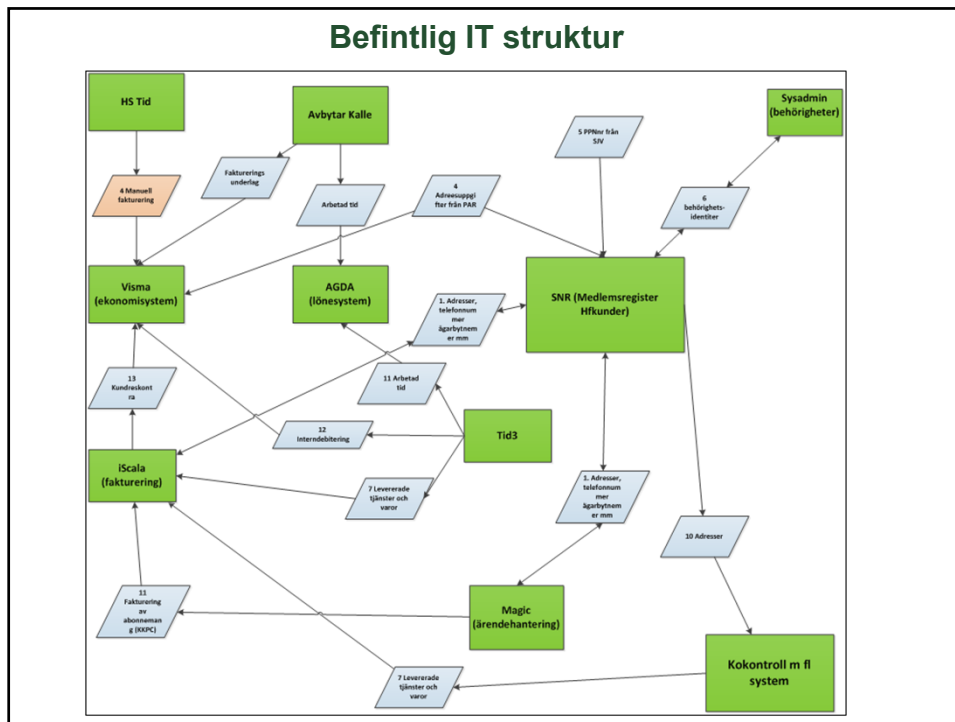 Befintlig IT struktur
HS Tid
Avbytar Kalle
Sysadmin
(behörigheter)
5 PPNnr från
SJV
4 Manuell
fakturering
Fakturerings
underlag
Arbetad tid
4
Adreesuppgi
fter från PAR
6
behörighets-
identiter
Visma
(ekonomisystem)
AGDA
(lönesystem)
SNR (Medlemsregister
Hfkunder)
1. Adresser,
telefonnum
mer
ägarbytnem
er mm
13
Kundreskont
ra
11 Arbetad
tid
12
Interndebitering
Tid3
iScala
(fakturering)
7 Levererade
tjänster och
varor
1. Adresser,
telefonnum
mer
ägarbytnem
er mm
10 Adresser
11
Fakturering
av
abonneman
g (KKPC)
Magic
(ärendehantering)
Kokontroll m fl
system
7 Levererade
tjänster och
varor